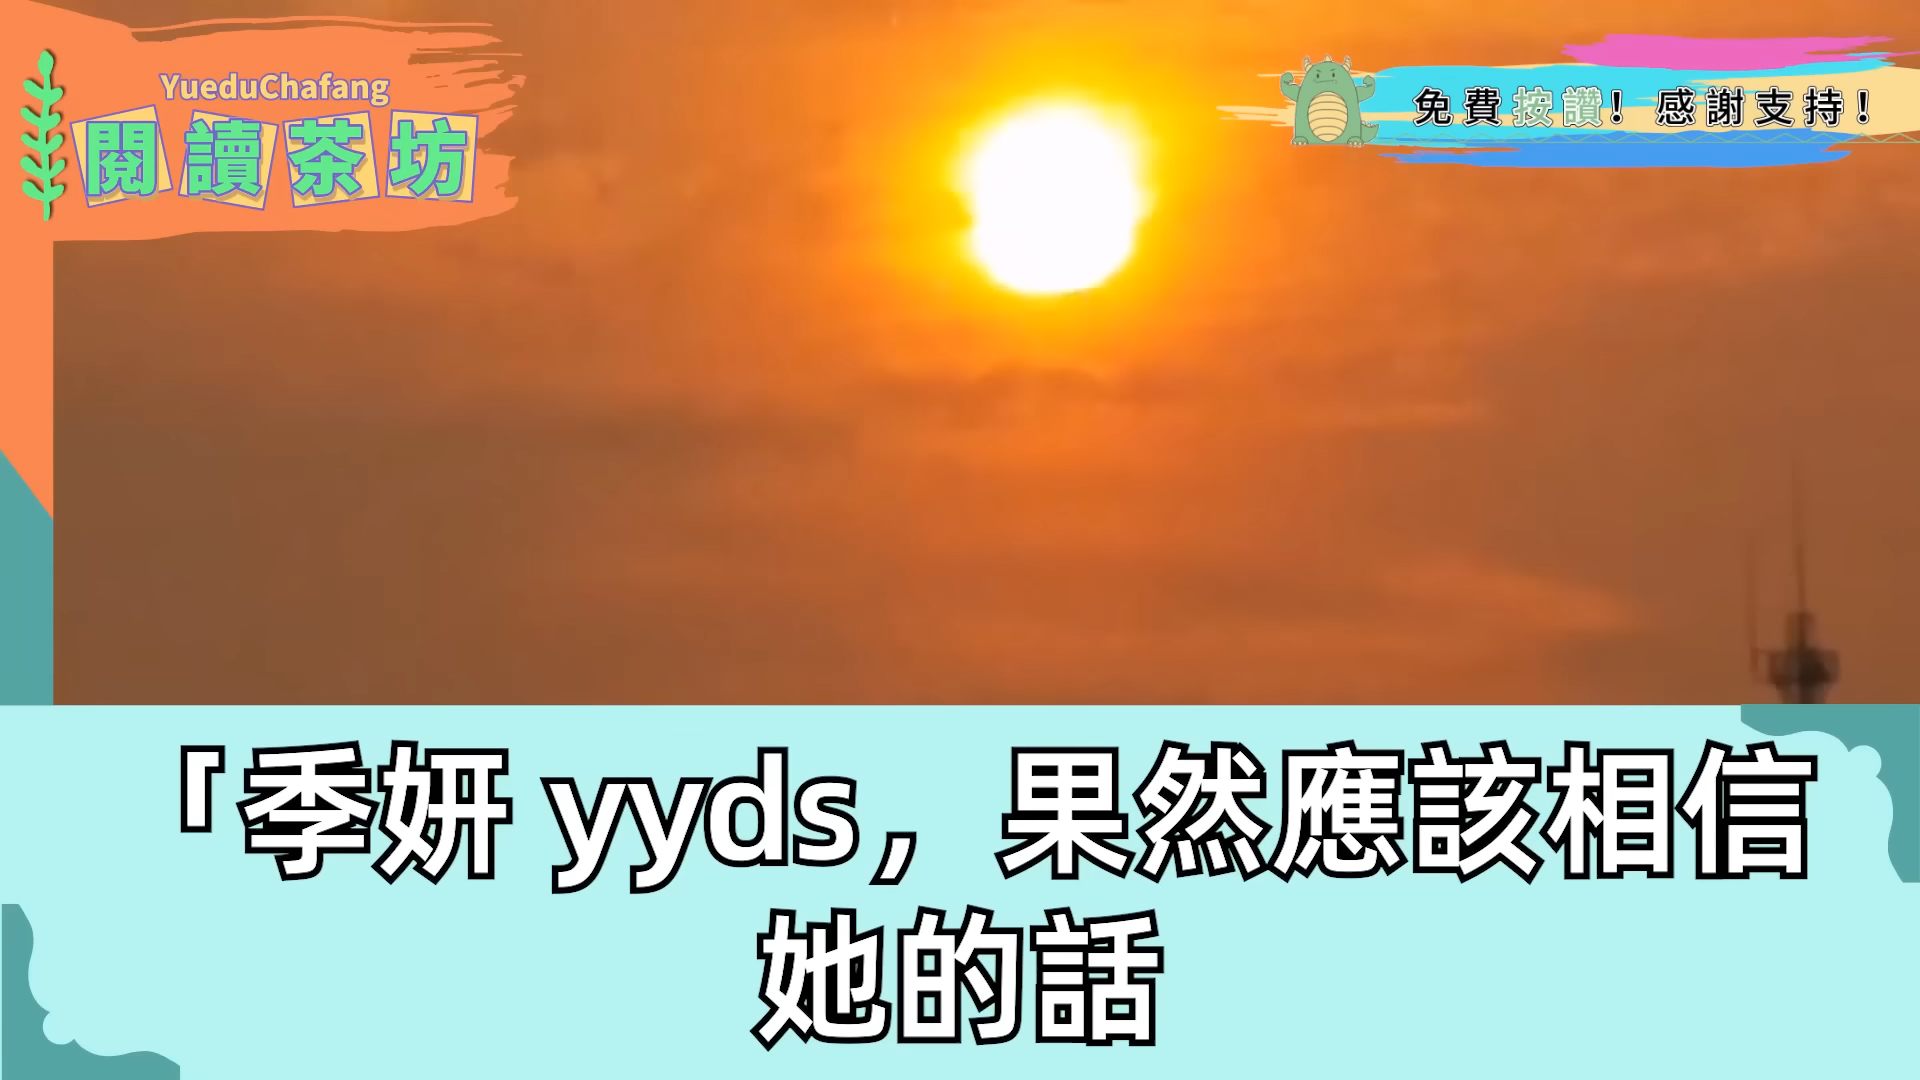 YueduChafang
閱讀茶坊
免費按讚！感謝支持！
「季妍 yyds，果然應該相信
她的話